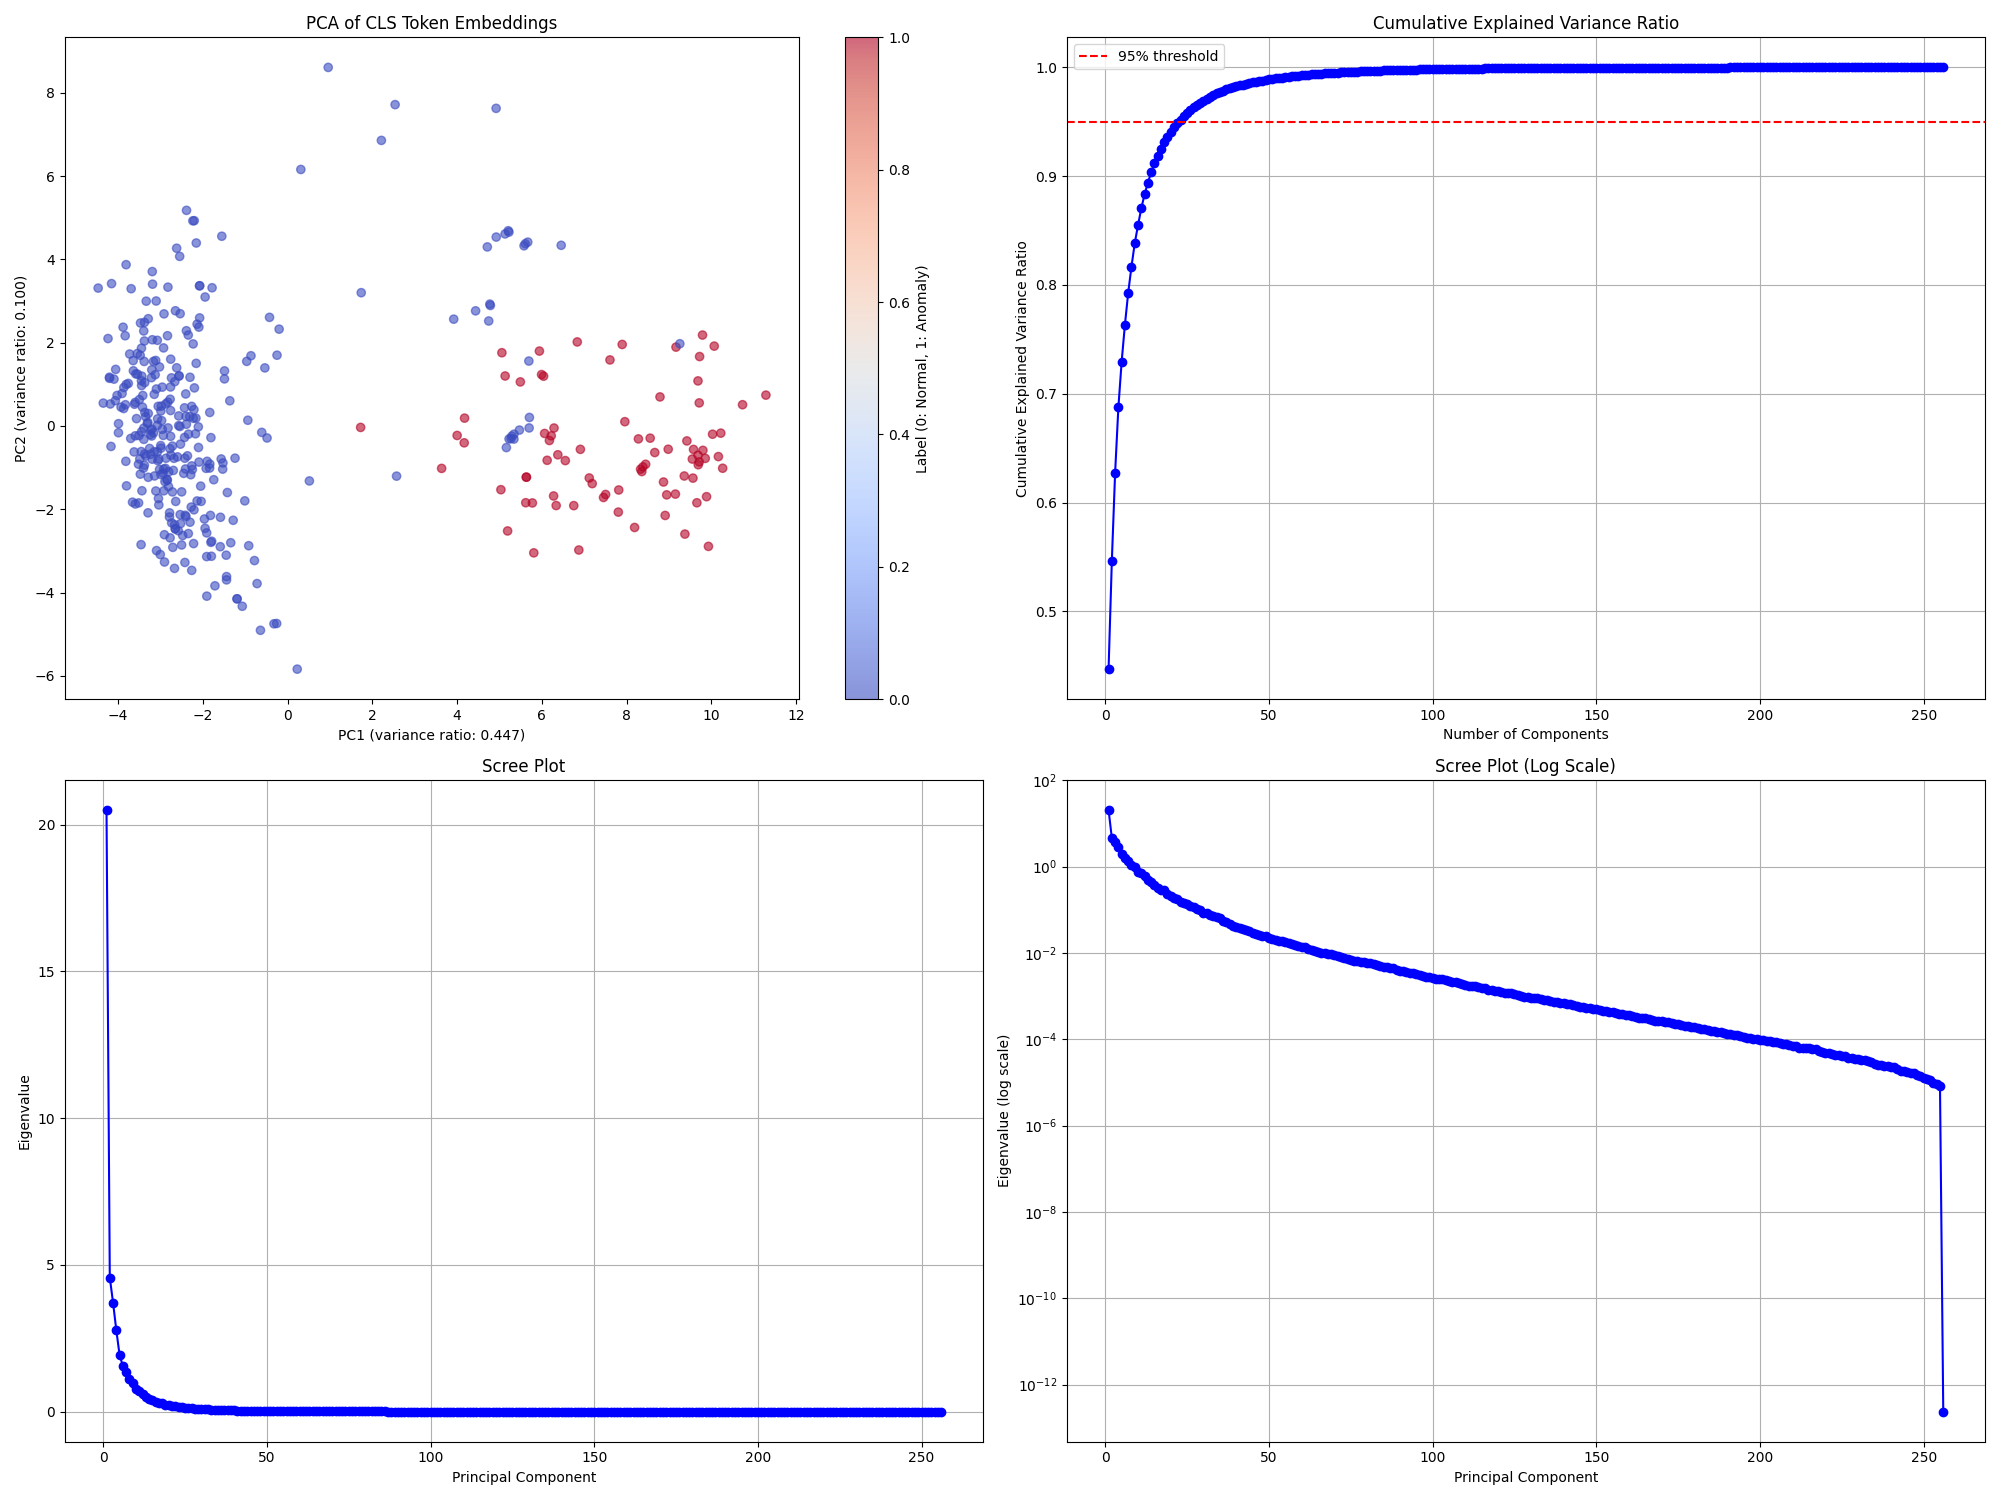 PCA of CLS Token Embeddings
8
6
4
2
0
−2
−4
−6
PC2 (variance ratio: 0.100)
−4 −2 0 2 4 6 8 10 12
PC1 (variance ratio: 0.447)
1.0
0.8
0.6
0.4
0.2
0.0
Label (0: Normal, 1: Anomaly)
Cumulative Explained Variance Ratio
95% threshold
1.0
0.9
0.8
0.7
0.6
0.5
Cumulative Explained Variance Ratio
0 50 100 150 200 250
Number of Components
Scree Plot
20
15
10
5
0
Eigenvalue
0 50 100 150 200 250
Principal Component
Scree Plot (Log Scale)
10²
10⁰
10⁻²
10⁻⁴
10⁻⁶
10⁻⁸
10⁻¹⁰
10⁻¹²
Eigenvalue (log scale)
0 50 100 150 200 250
Principal Component